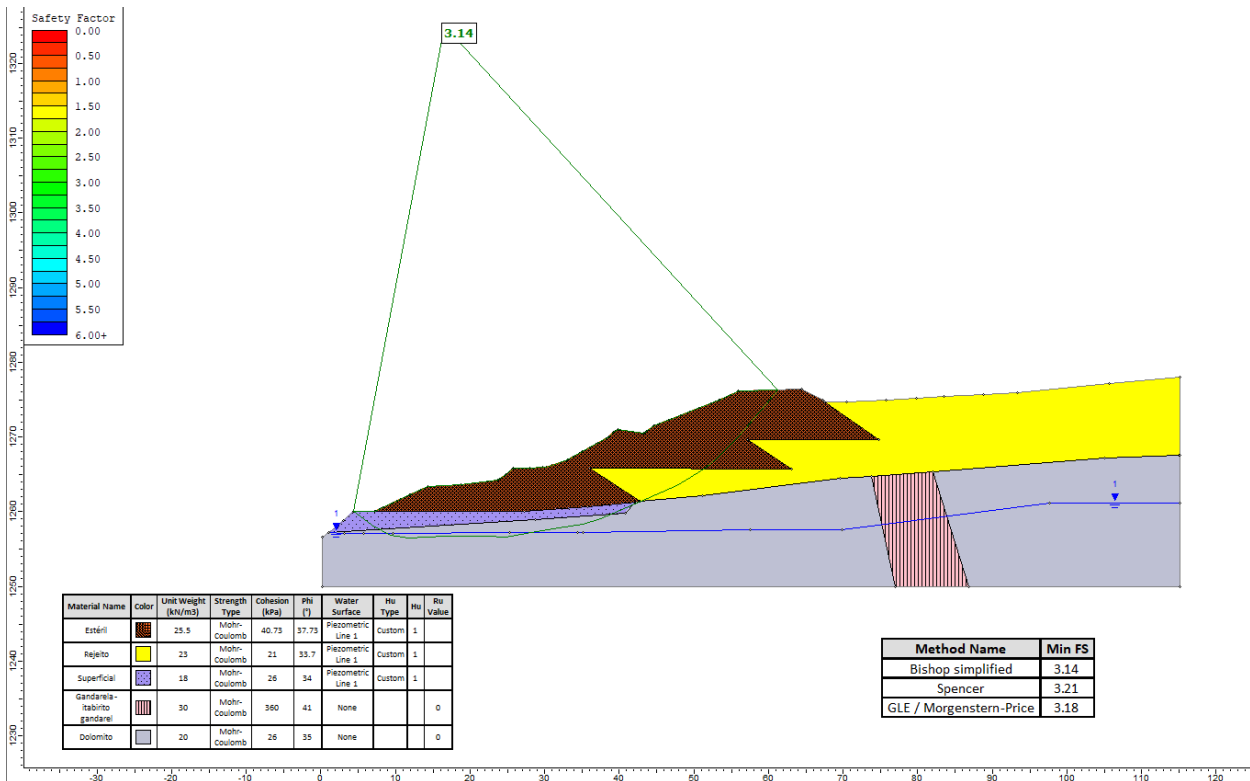 Safety Factor
0.00
0.50
1.00
1.50
2.00
2.50
3.00
3.50
4.00
4.50
5.00
5.50
6.00+
3.14
1320
1310
1300
1290
1280
1270
1260
1250
1240
1230
1
1
Material Name Color Unit Weight (kN/m3) Strength Type Cohesion (kPa) Phi (°) Water Surface Hu Type Hu Ru Value
Estéril 25.5 Mohr-Coulomb 40.73 37.73 Piezometric Line 1 Custom 1
Rejeito 23 Mohr-Coulomb 21 33.7 Piezometric Line 1 Custom 1
Superficial 18 Mohr-Coulomb 26 34 Piezometric Line 1 Custom 1
Gandarela-itabirito gandarel 30 Mohr-Coulomb 360 41 None 0
Dolomito 20 Mohr-Coulomb 26 35 None 0
Method Name Min FS
Bishop simplified 3.14
Spencer 3.21
GLE / Morgenstern-Price 3.18
-30 -20 -10 0 10 20 30 40 50 60 70 80 90 100 110 120